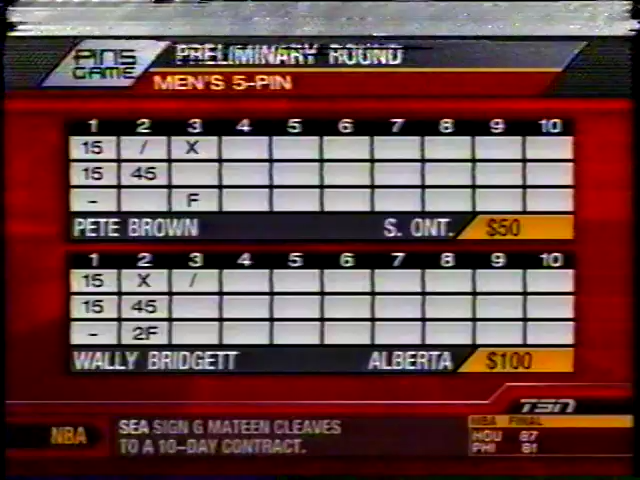 PINS GAME
PRELIMINARY ROUND
MEN'S 5-PIN
1 2 3 4 5 6 7 8 9 10
15 / X
15 45
- F
PETE BROWN S. ONT. $50
1 2 3 4 5 6 7 8 9 10
15 X /
15 45
- 2F
WALLY BRIDGETT ALBERTA $100
TSN
NBA
SEA SIGN G MATEEN CLEAVES
TO A 10-DAY CONTRACT.
NBA FINAL
HOU 87
PHI 81